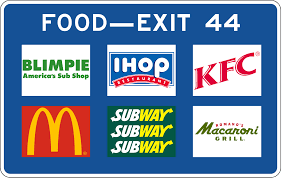 FOOD—EXIT 44
BLIMPIE
America's Sub Shop
IHOP
RESTAURANT
KFC
M
SUBWAY
SUBWAY
SUBWAY
ROMANO'S
Macaroni
GRILL